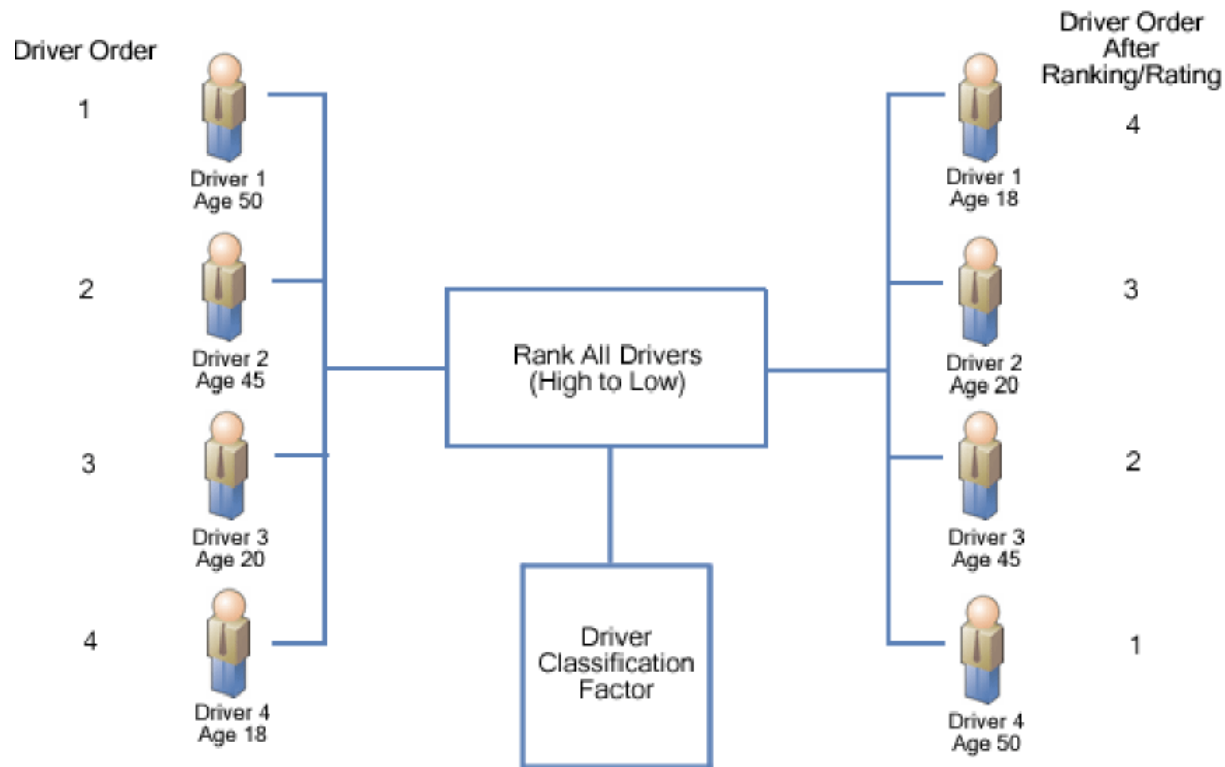 Driver Order
1
Driver 1
Age 50
2
Driver 2
Age 45
3
Driver 3
Age 20
4
Driver 4
Age 18
Rank All Drivers
(High to Low)
Driver
Classification
Factor
Driver Order
After
Ranking/Rating
4
Driver 1
Age 18
3
Driver 2
Age 20
2
Driver 3
Age 45
1
Driver 4
Age 50